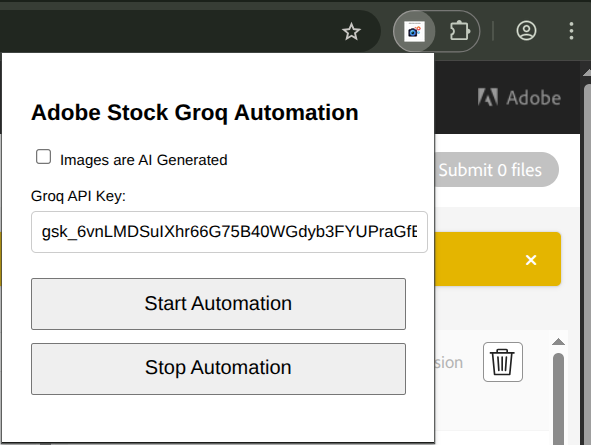 Adobe
Adobe Stock Groq Automation
Images are AI Generated
Submit 0 files
Groq API Key:
gsk_6vnLMDSuIXhr66G75B40WGdyb3FYUPraGfE
Start Automation
sion
Stop Automation